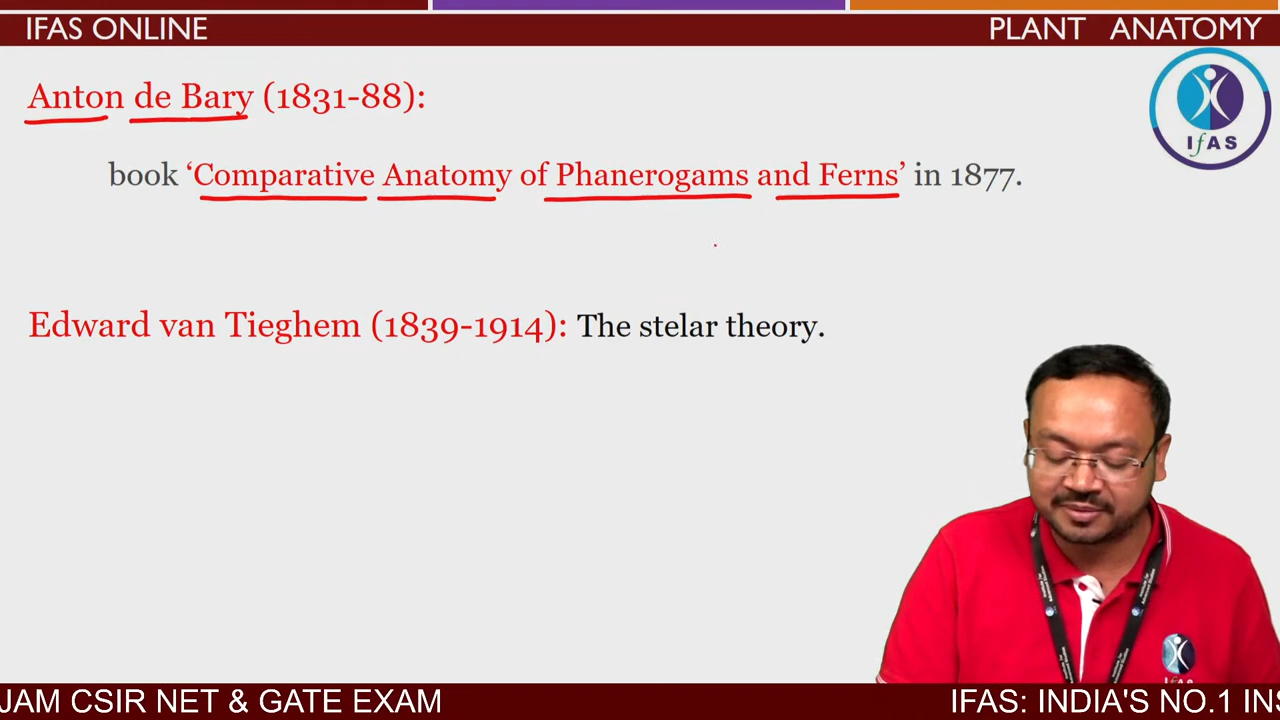 IFAS ONLINE
PLANT ANATOMY
IfAS
Anton de Bary (1831-88):
book ‘Comparative Anatomy of Phanerogams and Ferns’ in 1877.
Edward van Tieghem (1839-1914): The stelar theory.
JAM CSIR NET & GATE EXAM
IFAS: INDIA'S NO.1 INS